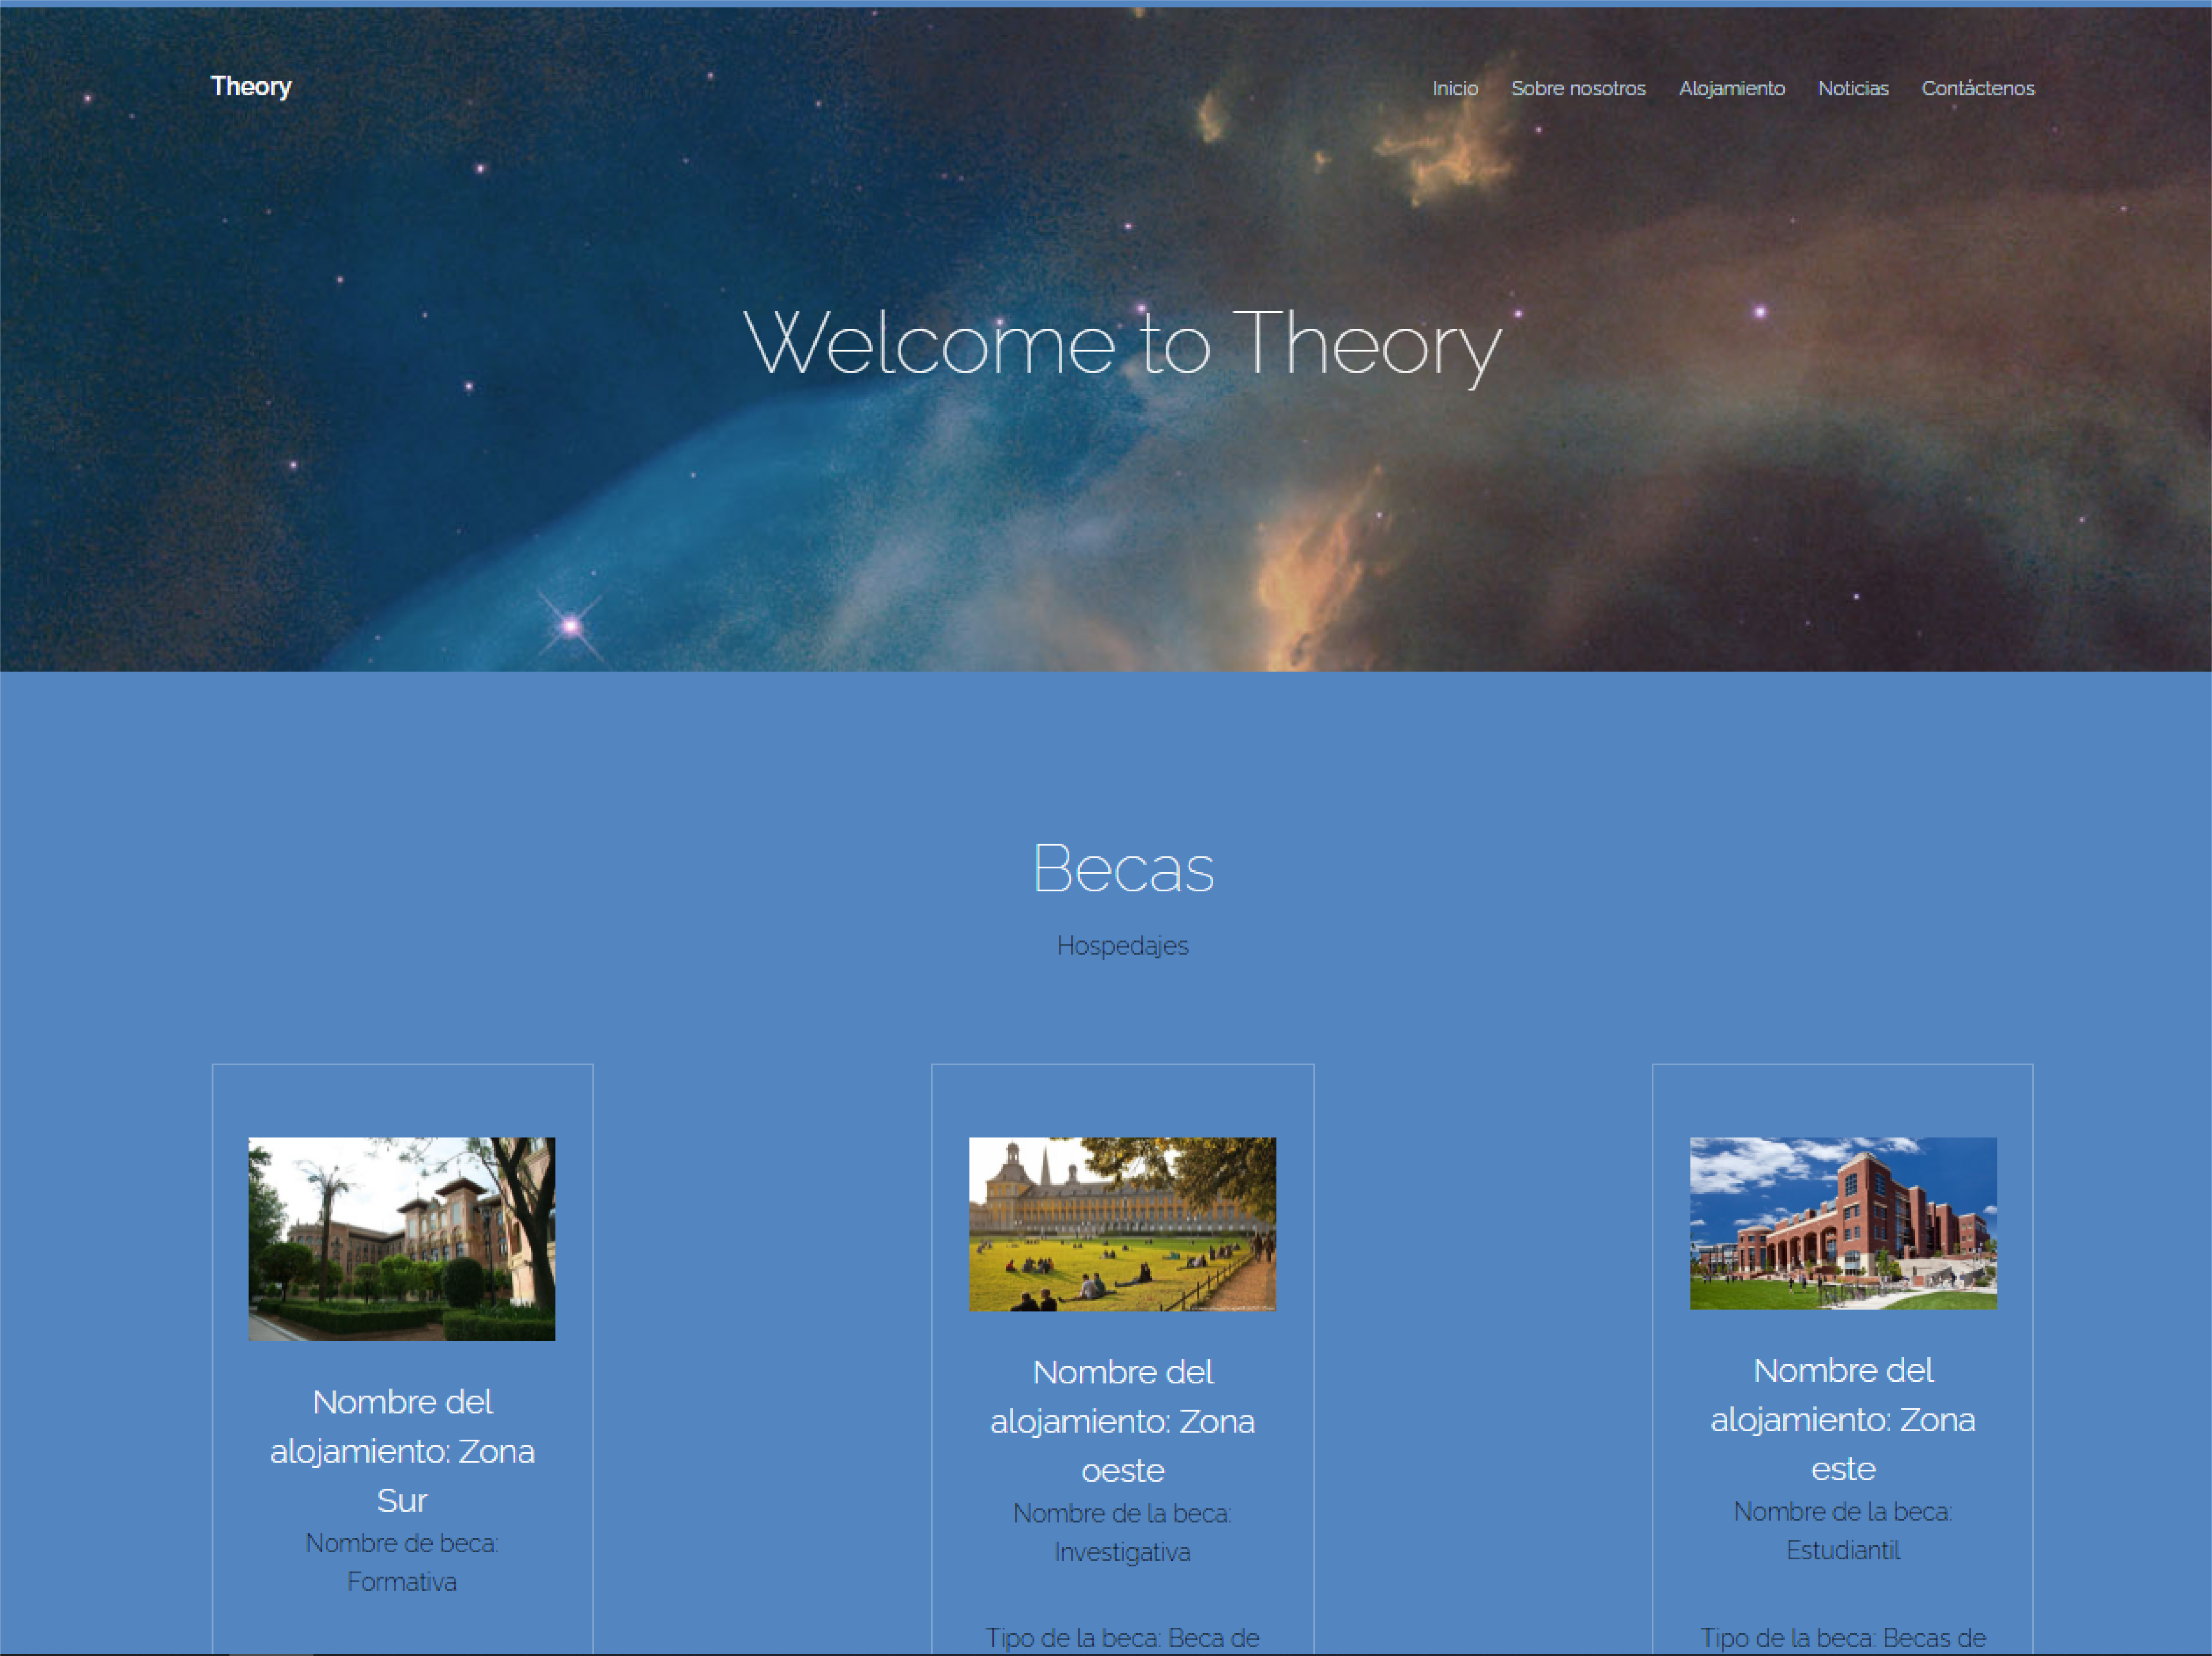 Theory
Inicio Sobre nosotros Alojamiento Noticias Contáctenos
Welcome to Theory
Becas
Hospedajes
Nombre del
alojamiento: Zona
Sur
Nombre de beca:
Formativa
Nombre del
alojamiento: Zona
oeste
Nombre de la beca:
Investigativa
Tipo de la beca: Beca de
Nombre del
alojamiento: Zona
este
Nombre de la beca:
Estudiantil
Tipo de la beca: Becas de